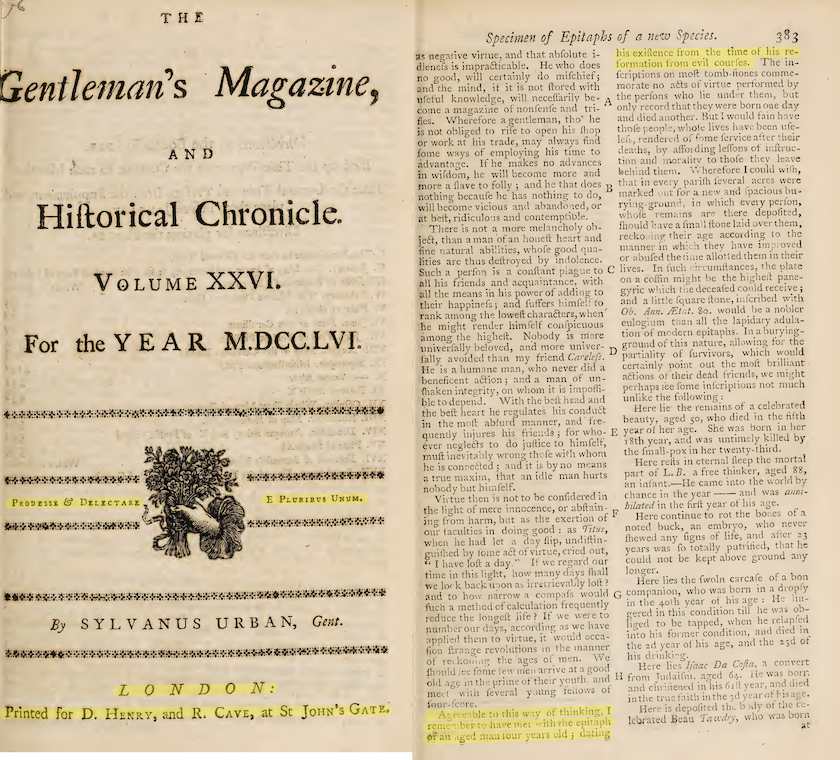 THE
Gentleman's Magazine,
AND
Hiſtorical Chronicle.
VOLUME XXVI.
For the YEAR M.DCC.LVI.
PRODESSE & DELECTARE E PLURIBUS UNUM.
By SYLVANUS URBAN, Gent.
LONDON:
Printed for D. HENRY, and R. CAVE, at St JOHN'S GATE.
Specimen of Epitaphs of a new Species. 383
as negative virtue, and that abſolute i-
dleneſs is impracticable. He who does
no good, will certainly do miſchief;
and the mind, if it is not ſtored with
uſeful knowledge, will neceſſarily be-
come a magazine of nonſenſe and tri-
fles. Wherefore a gentleman, tho' he
is not obliged to riſe to open his ſhop
or work at his trade, may always find
ſome ways of employing his time to
advantage. If he makes no advances
in wiſdom, he will become more and
more a ſlave to folly; and he that does
nothing becauſe he has nothing to do,
will become vicious and abandoned, or
at beſt, ridiculous and contemptible.
There is not a more melancholy ob-
ject, than a man of an honeſt heart and
fine natural abilities, whoſe good qua-
lities are thus deſtroyed by indolence.
Such a perſon is a conſtant plague to
all his friends and acquaintance, with
all the means in his power of adding to
their happineſs; and ſuffers himſelf to
rank among the loweſt characters, when
he might render himſelf conſpicuous
among the higheſt. Nobody is more
univerſally beloved, and more univer-
ſally avoided than my friend Careleſs.
He is a humane man, who never did a
beneficent action; and a man of un-
ſhaken integrity, on whom it is impoſſi-
ble to depend. With the beſt head and
the beſt heart he regulates his conduct
in the moſt abſurd manner, and fre-
quently injures his friends; for who-
ever neglects to do juſtice to himſelf,
muſt inevitably wrong thoſe with whom
he is connected; and it is by no means
a true maxim, that an idle man hurts
nobody but himſelf.
Virtue then is not to be conſidered in
the light of mere innocence, or abſtain-
ing from harm, but as the exertion of
our faculties in doing good: as Titus,
when he had let a day ſlip, undiſtin-
guiſhed by ſome act of virtue, cried out,
"I have loſt a day." If we regard our
time in this light, how many days ſhall
we look back upon as irretrievably loſt?
and to how narrow a compaſs would
ſuch a method of calculation frequently
reduce the longeſt life? If we were to
number our days, according as we have
applied them to virtue, it would occa-
ſion ſtrange revolutions in the manner
of reckoning the ages of men. We
ſhould ſee ſome few men arrive at a good
old age in the prime of their youth, and
meet with ſeveral young fellows of
four-ſcore.
Agreeable to this way of thinking, I
remember to have met with the epitaph
of an aged man four years old; dating
A
B
C
D
E
F
G
H
his exiſtence from the time of his re-
formation from evil courſes. The in-
ſcriptions on moſt tomb-ſtones comme-
morate no acts of virtue performed by
the perſons who lie under them, but
only record that they were born one day
and died another. But I would fain have
thoſe people, whoſe lives have been uſe-
leſs, rendered of ſome ſervice after their
deaths, by affording leſſons of inſtruc-
tion and morality to thoſe they leave
behind them. Wherefore I could wiſh,
that in every pariſh ſeveral acres were
marked out for a new and ſpacious bu-
rying-ground, in which every perſon,
whoſe remains are there depoſited,
ſhould have a ſmall ſtone laid over them,
reckoning their age according to the
manner in which they have improved
or abuſed the time allotted them in their
lives. In ſuch circumſtances, the plate
on a coffin might be the higheſt pane-
gyric which the deceaſed could receive;
and a little ſquare ſtone, inſcribed with
Ob. Ann. Ætat. 80. would be a nobler
eulogium than all the lapidary adula-
tion of modern epitaphs. In a burying-
ground of this nature, allowing for the
partiality of ſurvivors, which would
certainly point out the moſt brilliant
actions of their dead friends, we might
perhaps ſee ſome inſcriptions not much
unlike the following:
Here lie the remains of a celebrated
beauty, aged 50, who died in the fifth
year of her age. She was born in her
18th year, and was untimely killed by
the ſmall-pox in her twenty-third.
Here reſts in eternal ſleep the mortal
part of L. B. a free thinker, aged 88,
an infant.—He came into the world by
chance in the year —— and was anni-
hilated in the firſt year of his age.
Here continue to rot the bones of a
noted buck, an embryo, who never
ſhewed any ſigns of life, and after 23
years was ſo totally putrified, that he
could not be kept above ground any
longer.
Here lies the ſwoln carcaſe of a bon
companion, who was born in a dropſy
in the 40th year of his age: He lin-
gered in this condition till he was ob-
liged to be tapped, when he relapſed
into his former condition, and died in
the 2d year of his age, and the 23d of
his drinking.
Here lies Iſaac Da Coſta, a convert
from Judaiſm, aged 64. He was born
and chriſtened in his 61ſt year, and died
in the true faith in the 3d year of his age.
Here is depoſited the body of the ce-
lebrated Beau Tawdry, who was born
at